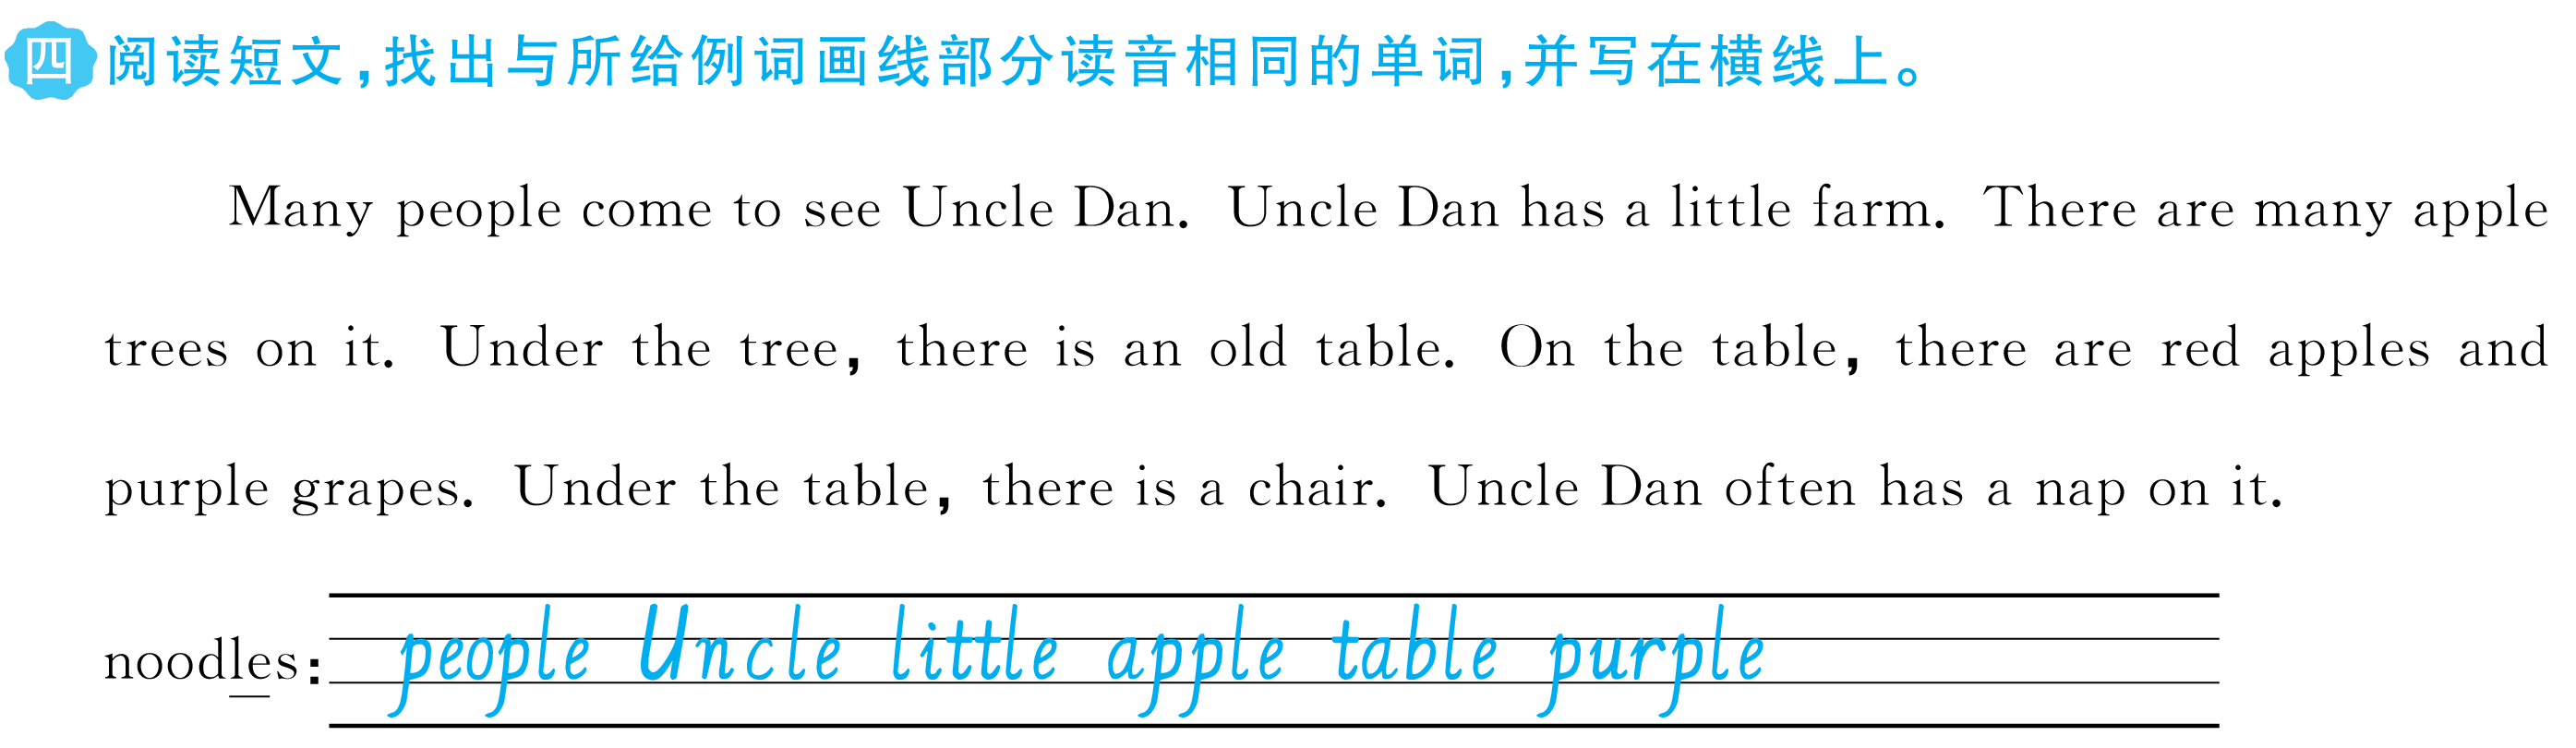 四 阅读短文,找出与所给例词画线部分读音相同的单词,并写在横线上。
Many people come to see Uncle Dan. Uncle Dan has a little farm. There are many apple
trees on it. Under the tree, there is an old table. On the table, there are red apples and
purple grapes. Under the table, there is a chair. Uncle Dan often has a nap on it.
noodles: people Uncle little apple table purple